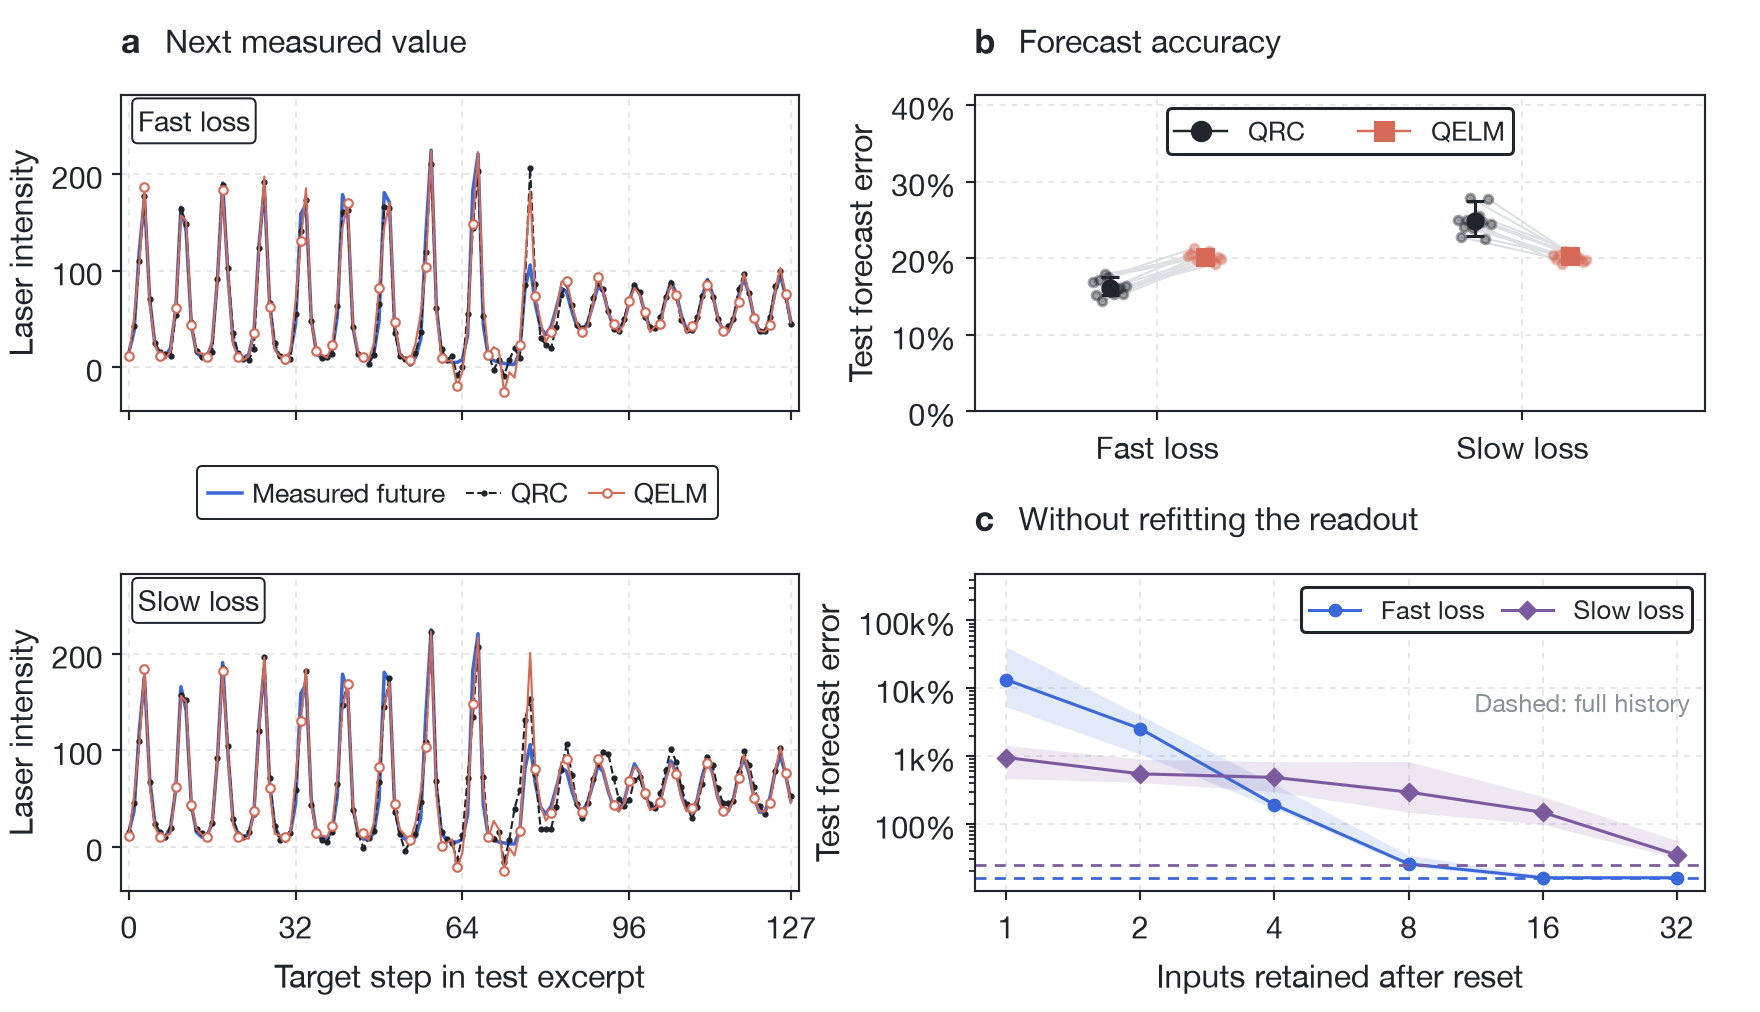 a Next measured value
Fast loss
Laser intensity
200
100
0
Measured future QRC QELM
Slow loss
Laser intensity
200
100
0
0 32 64 96 127
Target step in test excerpt
b Forecast accuracy
QRC QELM
Test forecast error
40%
30%
20%
10%
0%
Fast loss Slow loss
c Without refitting the readout
Fast loss Slow loss
Dashed: full history
Test forecast error
100k%
10k%
1k%
100%
1 2 4 8 16 32
Inputs retained after reset